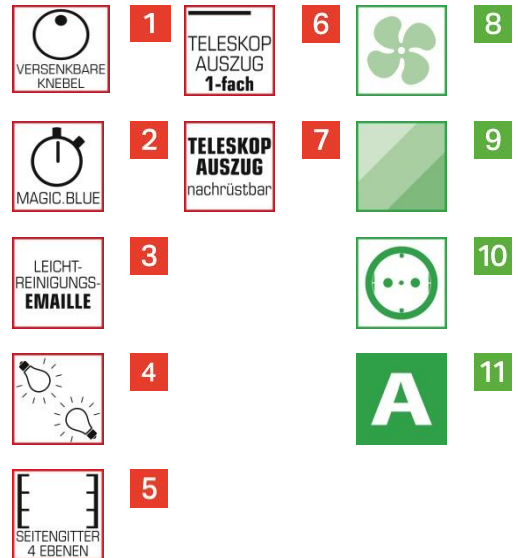 VERSENKBARE
KNEBEL
1
TELESKOP
AUSZUG
1-fach
6
8
MAGIC.BLUE
2
TELESKOP
AUSZUG
nachrüstbar
7
9
LEICHT-
REINIGUNGS-
EMAILLE
3
10
4
A
11
SEITENGITTER
4 EBENEN
5